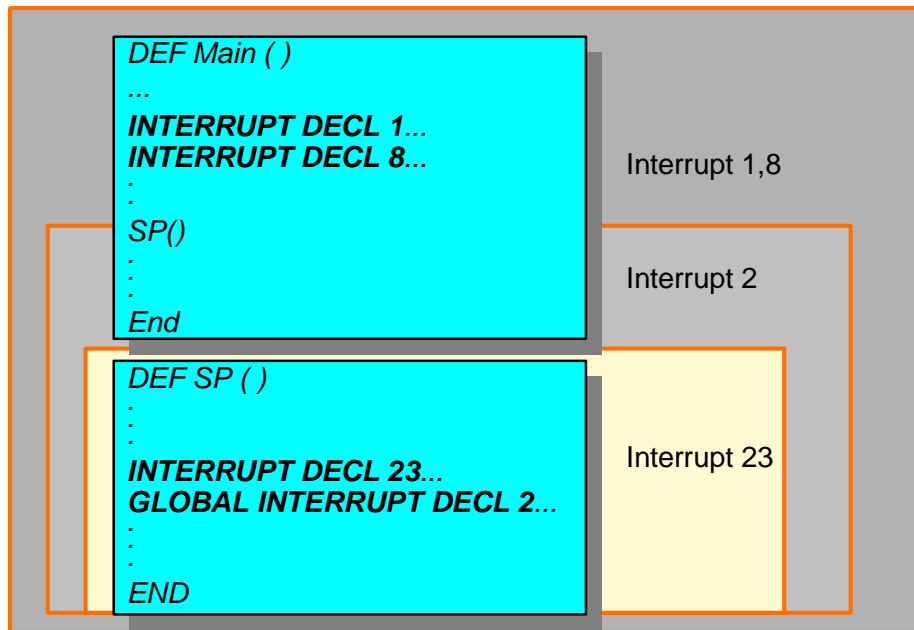 DEF Main ( )
...
INTERRUPT DECL 1...
INTERRUPT DECL 8...
:
SP()
:
.
End
Interrupt 1,8
Interrupt 2
DEF SP ( )
:
.
INTERRUPT DECL 23...
GLOBAL INTERRUPT DECL 2...
:
.
END
Interrupt 23